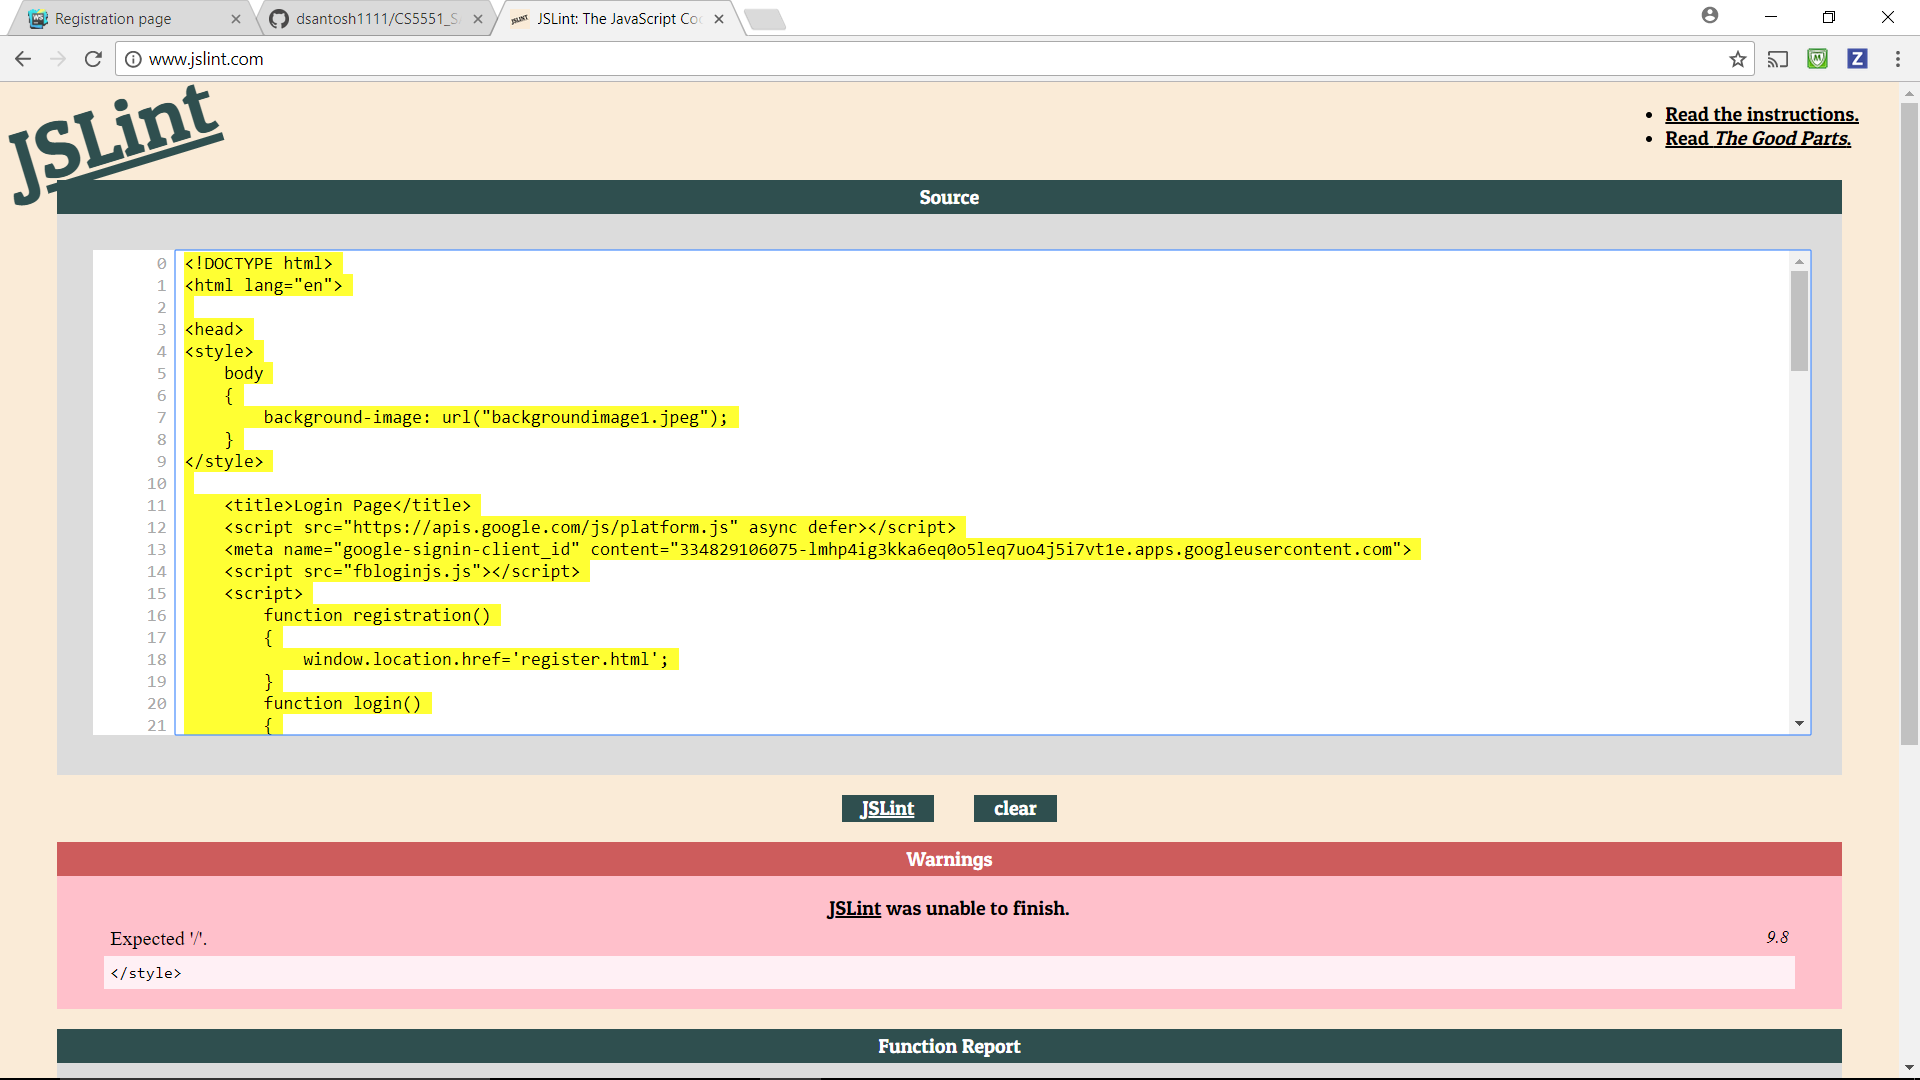 Registration page
dsantosh1111/CS5551_S
JSLint: The JavaScript Co
www.jslint.com
JSLint
Read the instructions.
Read The Good Parts.
Source
0 <!DOCTYPE html>
1 <html lang="en">
2
3 <head>
4 <style>
5     body
6     {
7         background-image: url("backgroundimage1.jpeg");
8     }
9 </style>
10
11     <title>Login Page</title>
12     <script src="https://apis.google.com/js/platform.js" async defer></script>
13     <meta name="google-signin-client_id" content="334829106075-lmhp4ig3kka6eq0o5leq7uo4j5i7vt1e.apps.googleusercontent.com">
14     <script src="fbloginjs.js"></script>
15     <script>
16         function registration()
17         {
18             window.location.href='register.html';
19         }
20         function login()
21         {
JSLint clear
Warnings
JSLint was unable to finish.
Expected '/'. 9.8
</style>
Function Report